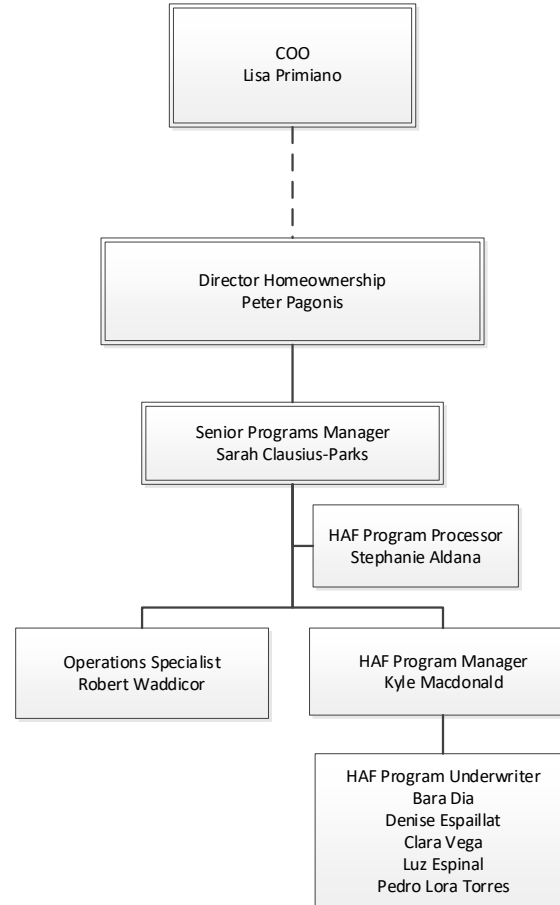 COO
Lisa Primiano
Director Homeownership
Peter Pagonis
Senior Programs Manager
Sarah Clausius-Parks
HAF Program Processor
Stephanie Aldana
Operations Specialist
Robert Waddicor
HAF Program Manager
Kyle Macdonald
HAF Program Underwriter
Bara Dia
Denise Espaillat
Clara Vega
Luz Espinal
Pedro Lora Torres